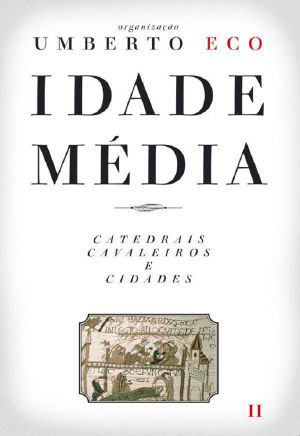 organização
UMBERTO ECO
IDADE
MÉDIA
CATEDRAIS
CAVALEIROS
E
CIDADES
II